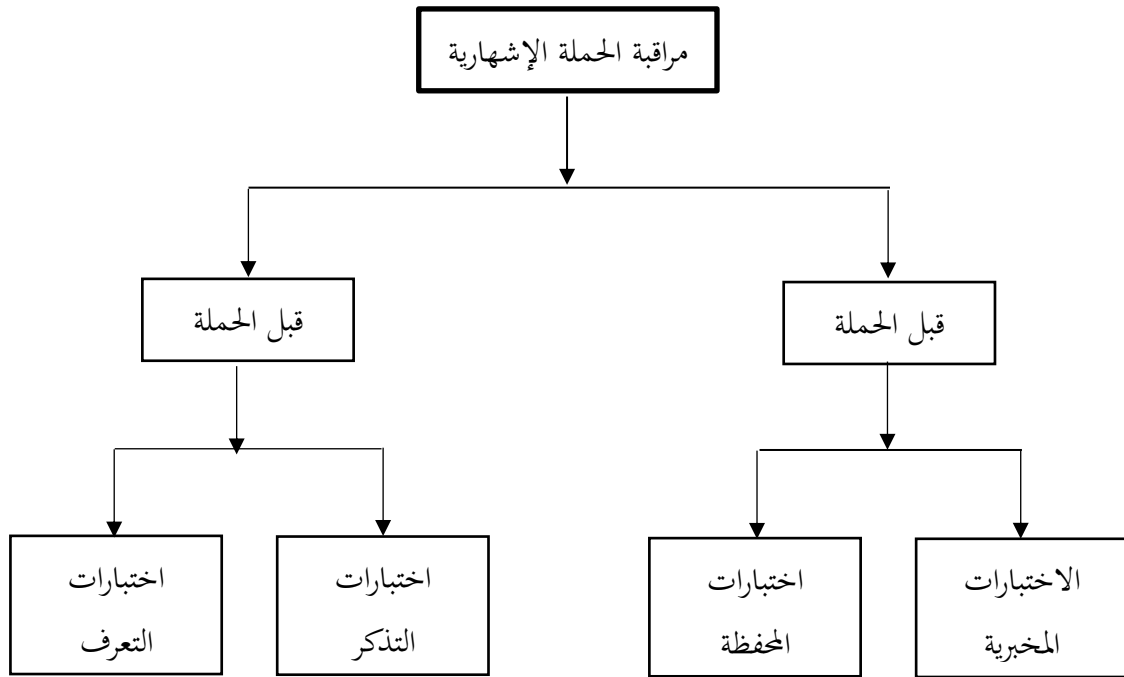 مراقبة الحملة الإشهارية
قبل الحملة
قبل الحملة
الاختبارات
المخبرية
اختبارات
المحفظة
اختبارات
التذكر
اختبارات
التعرف